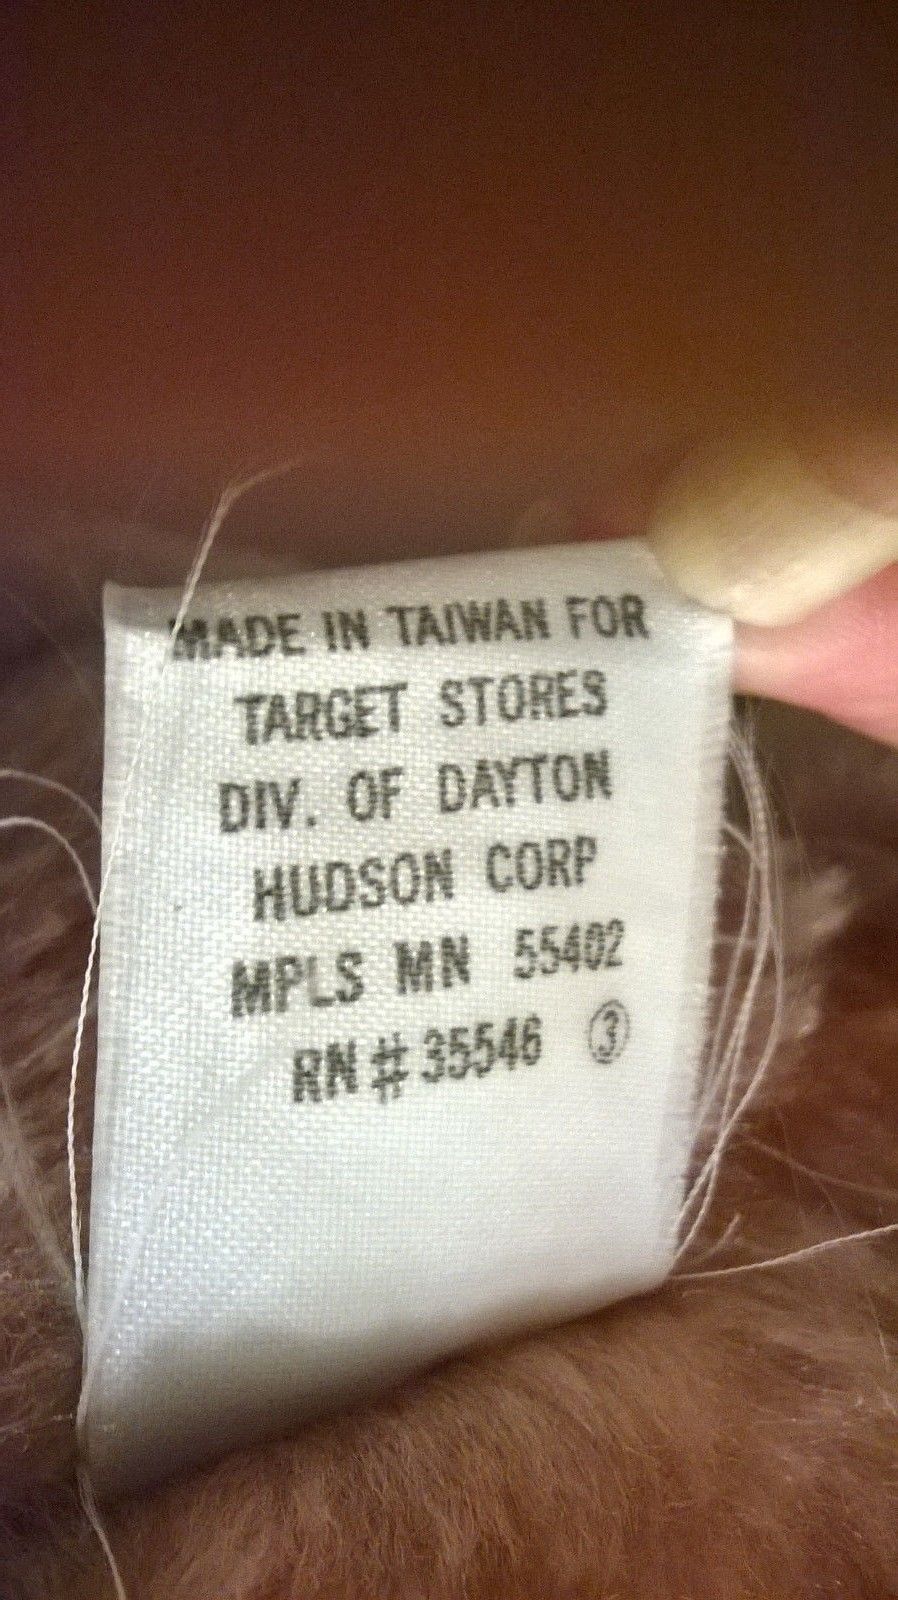 MADE IN TAIWAN FOR
TARGET STORES
DIV. OF DAYTON
HUDSON CORP
MPLS MN 55402
RN # 35546 ③